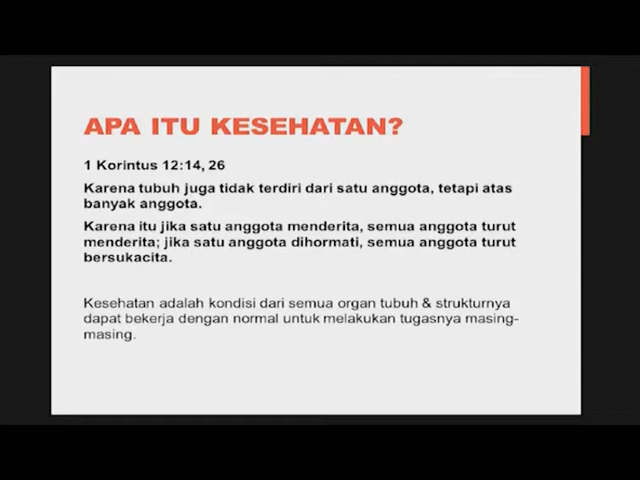 APA ITU KESEHATAN?
1 Korintus 12:14, 26
Karena tubuh juga tidak terdiri dari satu anggota, tetapi atas
banyak anggota.
Karena itu jika satu anggota menderita, semua anggota turut
menderita; jika satu anggota dihormati, semua anggota turut
bersukacita.
Kesehatan adalah kondisi dari semua organ tubuh & strukturnya
dapat bekerja dengan normal untuk melakukan tugasnya masing-
masing.